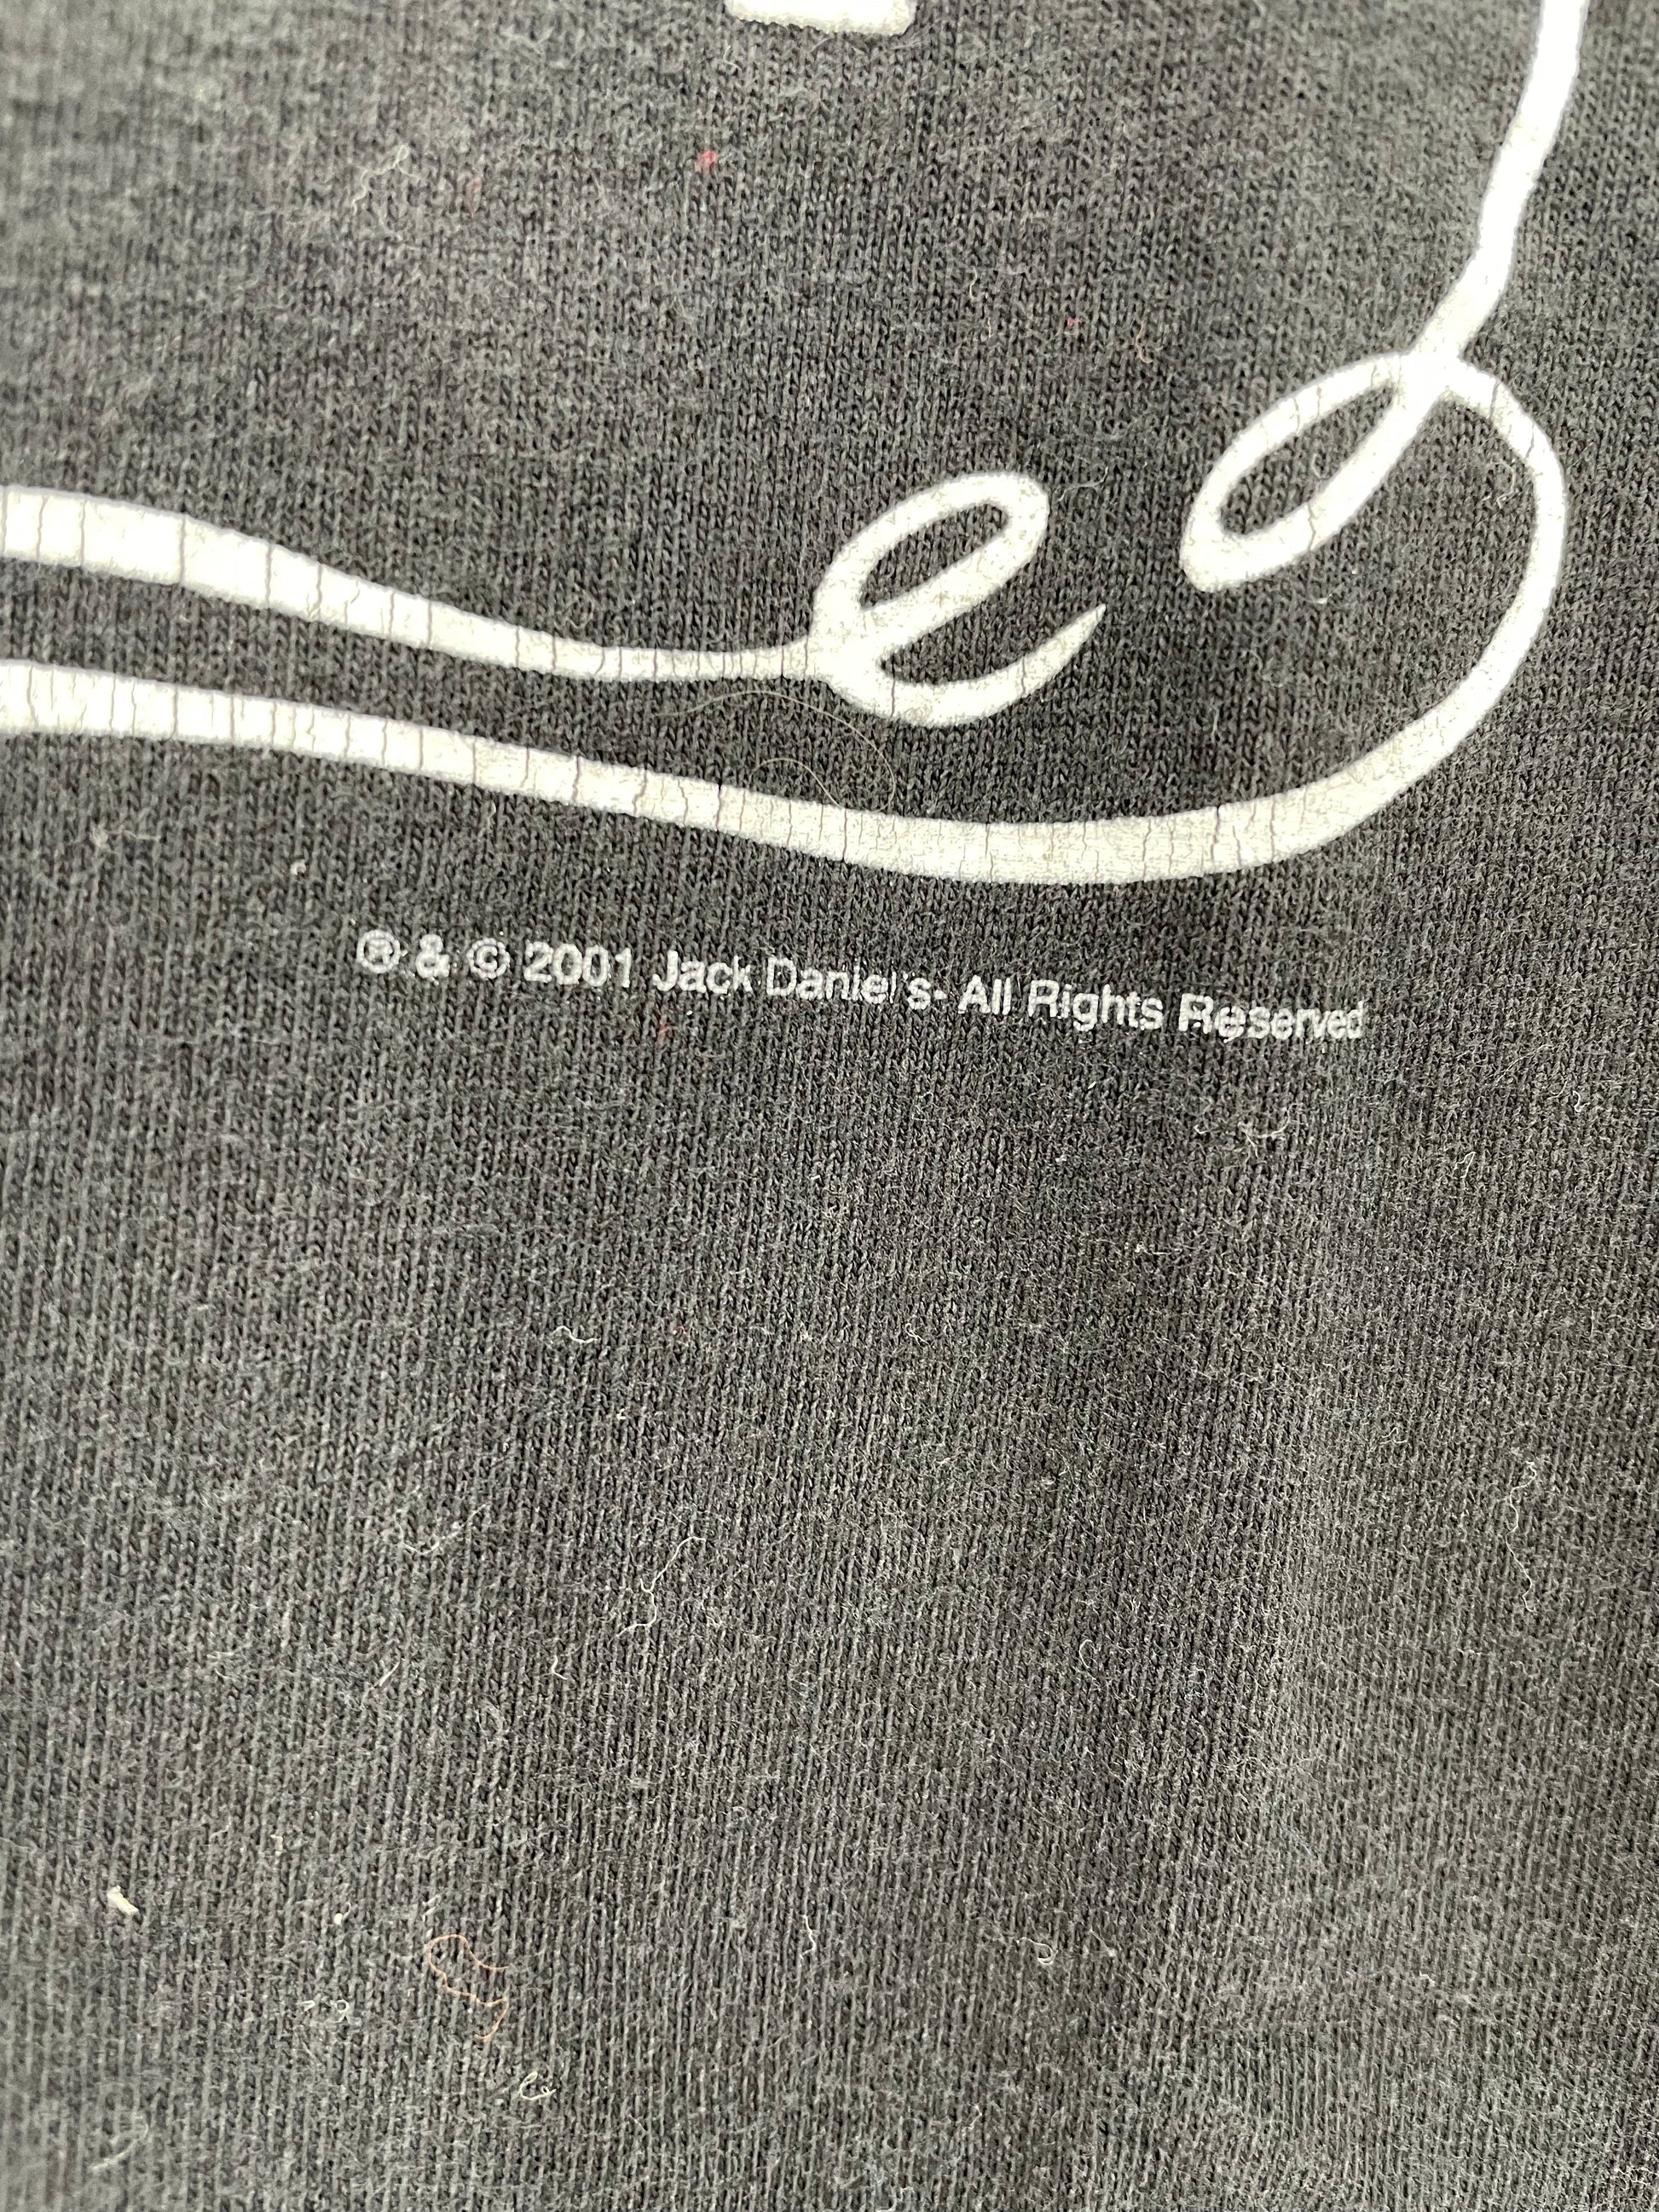 ® & © 2001 Jack Daniel's- All Rights Reserved